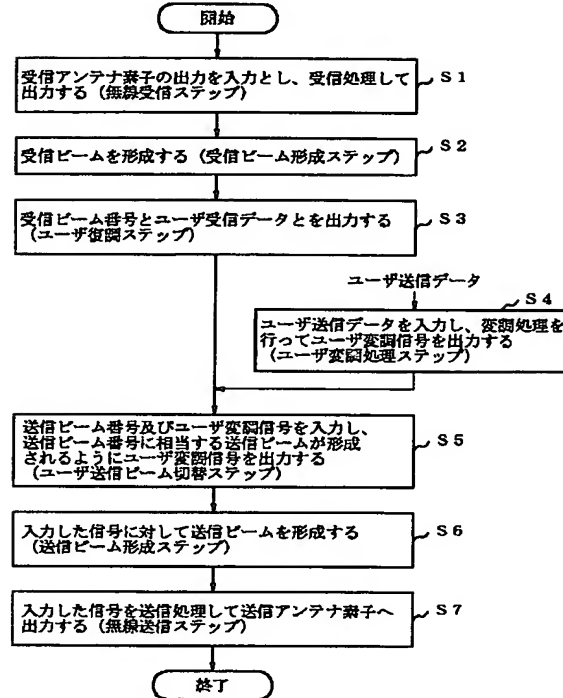 開始
受信アンテナ素子の出力を入力とし、受信処理して
出力する（無線受信ステップ）
S1
受信ビームを形成する（受信ビーム形成ステップ）
S2
受信ビーム番号とユーザ受信データとを出力する
（ユーザ復調ステップ）
S3
ユーザ送信データ
S4
ユーザ送信データを入力し、変調処理を
行ってユーザ変調信号を出力する
（ユーザ変調処理ステップ）
送信ビーム番号及びユーザ変調信号を入力し、
送信ビーム番号に相当する送信ビームが形成
されるようにユーザ変調信号を出力する
（ユーザ送信ビーム切替ステップ）
S5
入力した信号に対して送信ビームを形成する
（送信ビーム形成ステップ）
S6
入力した信号を送信処理して送信アンテナ素子へ
出力する（無線送信ステップ）
S7
終了